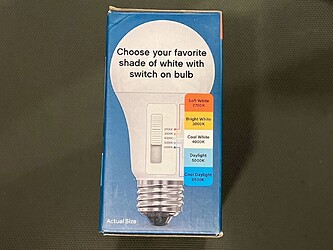 Choose your favorite
shade of white with
switch on bulb
Soft White
2700K
Bright White
3000K
Cool White
4000K
Daylight
5000K
Cool Daylight
6500K
2700K
Actual Size